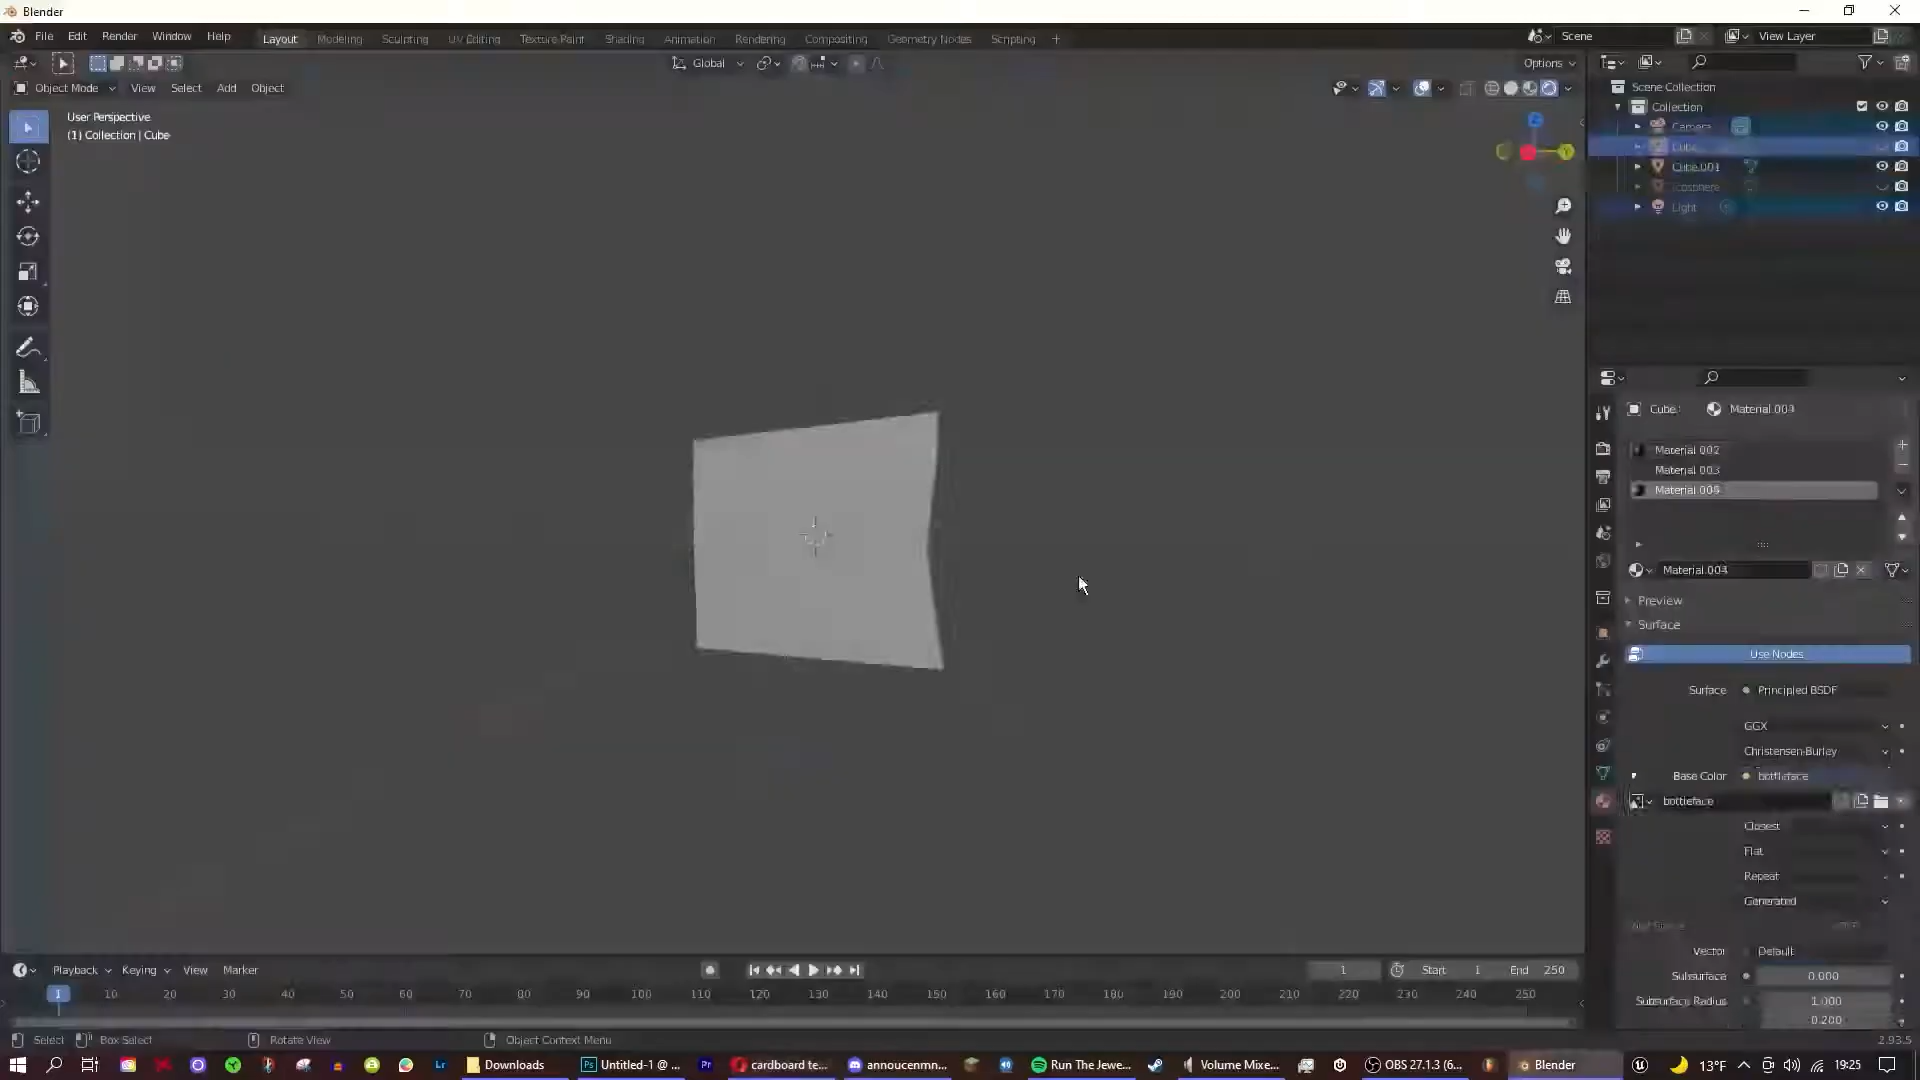 Blender
File Edit Render Window Help
Layout Modeling Sculpting UV Editing Texture Paint Shading Animation Rendering Compositing Geometry Nodes Scripting +
Scene
View Layer
Global
Options
Object Mode View Select Add Object
User Perspective
(1) Collection | Cube
Scene Collection
Collection
Camera
Cube
Cube.001
Icosphere
Light
Cube
Material.002
Material.003
Preview
Surface
Use Nodes
Surface Principled BSDF
GGX
Christensen-Burley
Base Color bottleface
bottleface
Closest
Flat
Repeat
Generated
Vector Default
Subsurface 0.000
Subsurface Radius 1.000
0.200
Playback Keying View Marker
1 Start 1 End 250
1 10 20 30 40 50 60 70 80 90 100 110 120 130 140 150 160 170 180 190 200 210 220 230 240 250
Select Box Select Rotate View Object Context Menu
2.93.5
Downloads Untitled-1 @ ... cardboard te... annoucenmn... Run The Jewe... Volume Mixe... OBS 27.1.3 (6... Blender 13°F 19:25